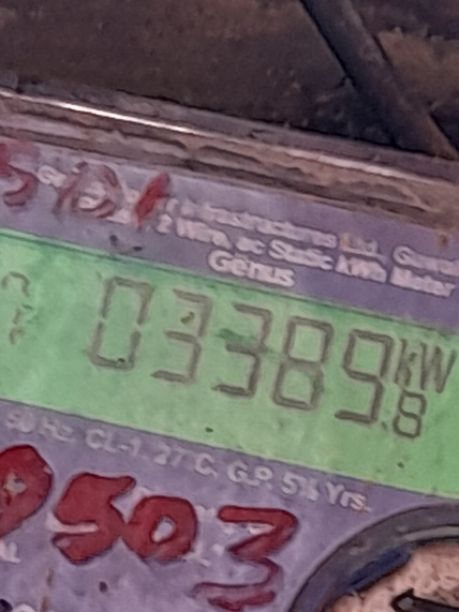 Infrastructures Ltd.,
2 Wire, ac Static kWh Meter
Genus
03389.8 kW
50 Hz. CL-1. 27°C. G.P. 5½ Yrs.
9503